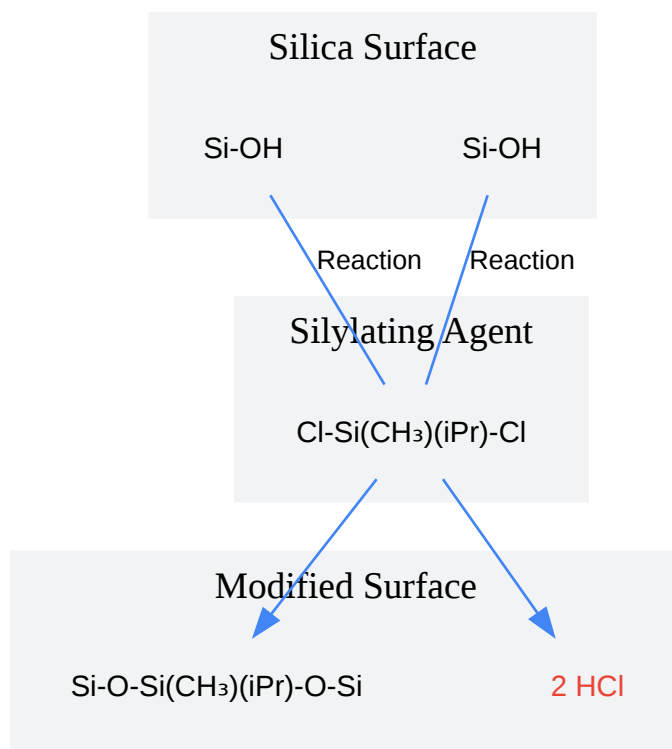 Silica Surface
Si-OH Si-OH
Reaction Reaction
Silylating Agent
Cl-Si(CH₃)(iPr)-Cl
Modified Surface
Si-O-Si(CH₃)(iPr)-O-Si 2 HCl